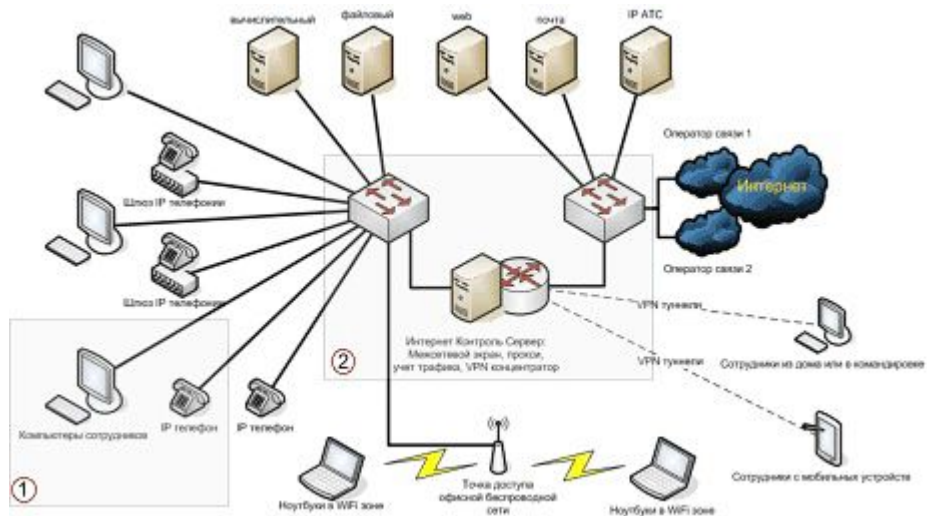 вычислительный
файловый
web
почта
IP АТС
Оператор связи 1
Интернет
Шлюз IP телефонии
Оператор связи 2
Шлюз IP телефонии
VPN туннели
Интернет Контроль Сервер:
Межсетевой экран, прокси,
учет трафика, VPN концентратор
2
VPN туннели
Сотрудники из дома или в командировке
Компьютеры сотрудников
IP телефон
IP телефон
1
Ноутбуки в WiFi зоне
Точка доступа
офисной беспроводной
сети
Ноутбуки в WiFi зоне
Сотрудники с мобильных устройств